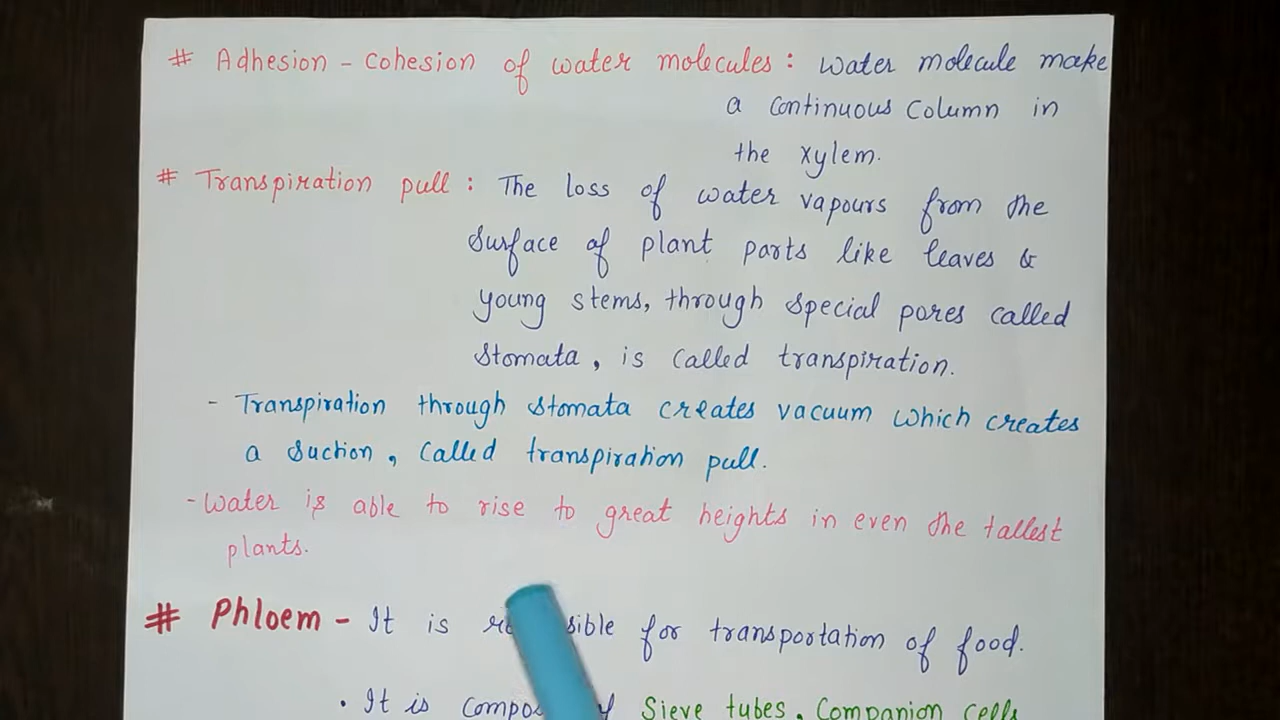 # Adhesion - cohesion of water molecules : water molecule make
a continuous column in
the xylem.
# Transpiration pull : The loss of water vapours from the
surface of plant parts like leaves &
young stems, through special pores called
stomata, is called transpiration.
- Transpiration through stomata creates vacuum which creates
a suction, called transpiration pull.
- Water is able to rise to great heights in even the tallest
plants.
# Phloem - It is for transportation of food.
• It is Sieve tubes, Companion cells